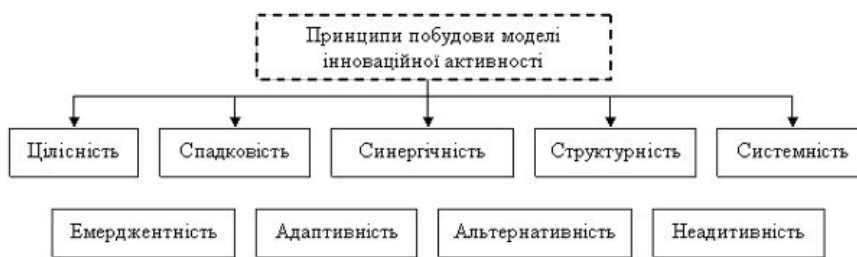 Принципи побудови моделі
інноваційної активності
Цілісність Спадковість Синергічність Структурність Системність
Емерджентність Адаптивність Альтернативність Неадитивність